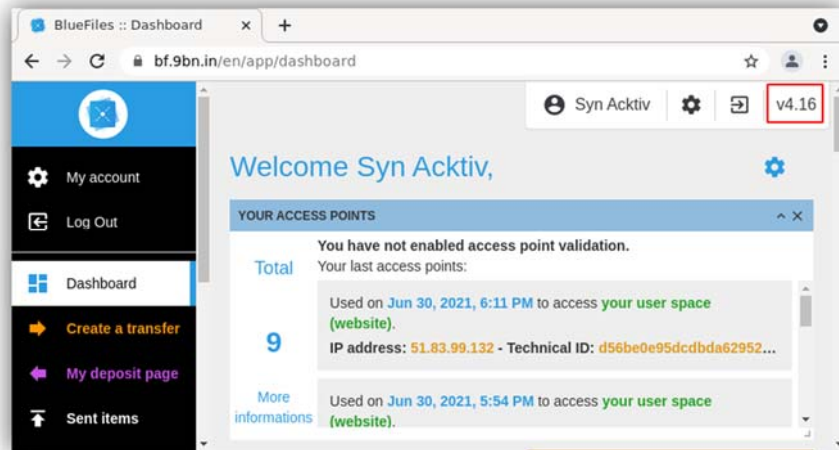 BlueFiles :: Dashboard
bf.9bn.in/en/app/dashboard
Syn Acktiv
v4.16
My account
Log Out
Dashboard
Create a transfer
My deposit page
Sent items
Welcome Syn Acktiv,
YOUR ACCESS POINTS
Total
9
More
informations
You have not enabled access point validation.
Your last access points:
Used on Jun 30, 2021, 6:11 PM to access your user space
(website).
IP address: 51.83.99.132 - Technical ID: d56be0e95dcdbda62952...
Used on Jun 30, 2021, 5:54 PM to access your user space
(website).